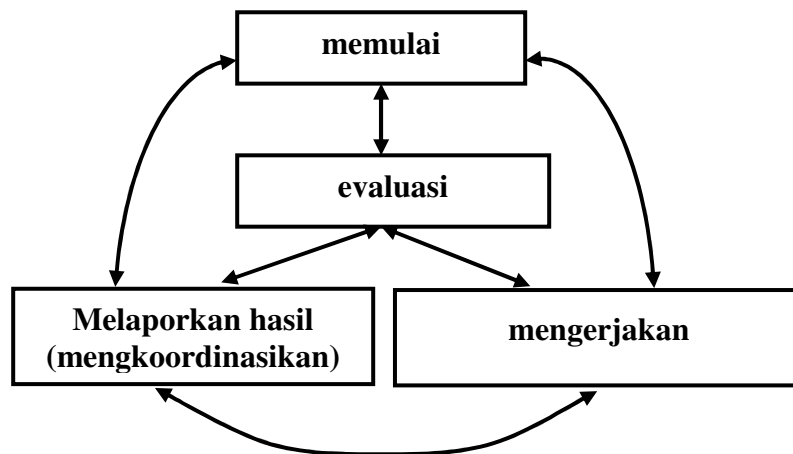 memulai
evaluasi
Melaporkan hasil
(mengkoordinasikan)
mengerjakan